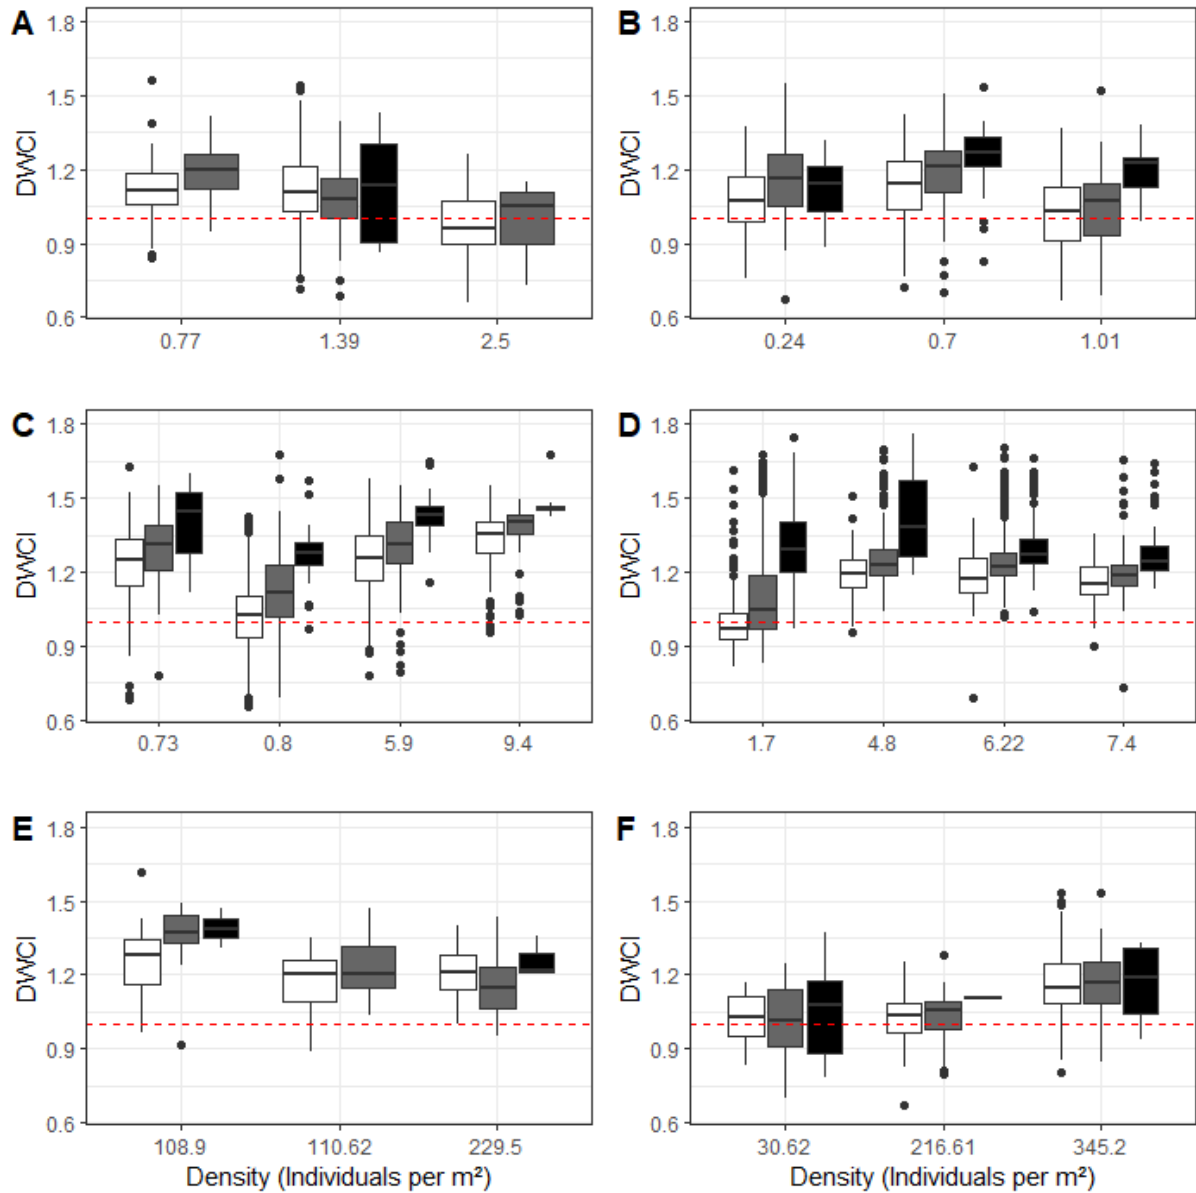 A B
1.8 1.8
1.5 1.5
DWCI DWCI
1.2 1.2
0.9 0.9
0.6 0.6
0.77 1.39 2.5 0.24 0.7 1.01
C D
1.8 1.8
1.5 1.5
DWCI DWCI
1.2 1.2
0.9 0.9
0.6 0.6
0.73 0.8 5.9 9.4 1.7 4.8 6.22 7.4
E F
1.8 1.8
1.5 1.5
DWCI DWCI
1.2 1.2
0.9 0.9
0.6 0.6
108.9 110.62 229.5 30.62 216.61 345.2
Density (Individuals per m²) Density (Individuals per m²)